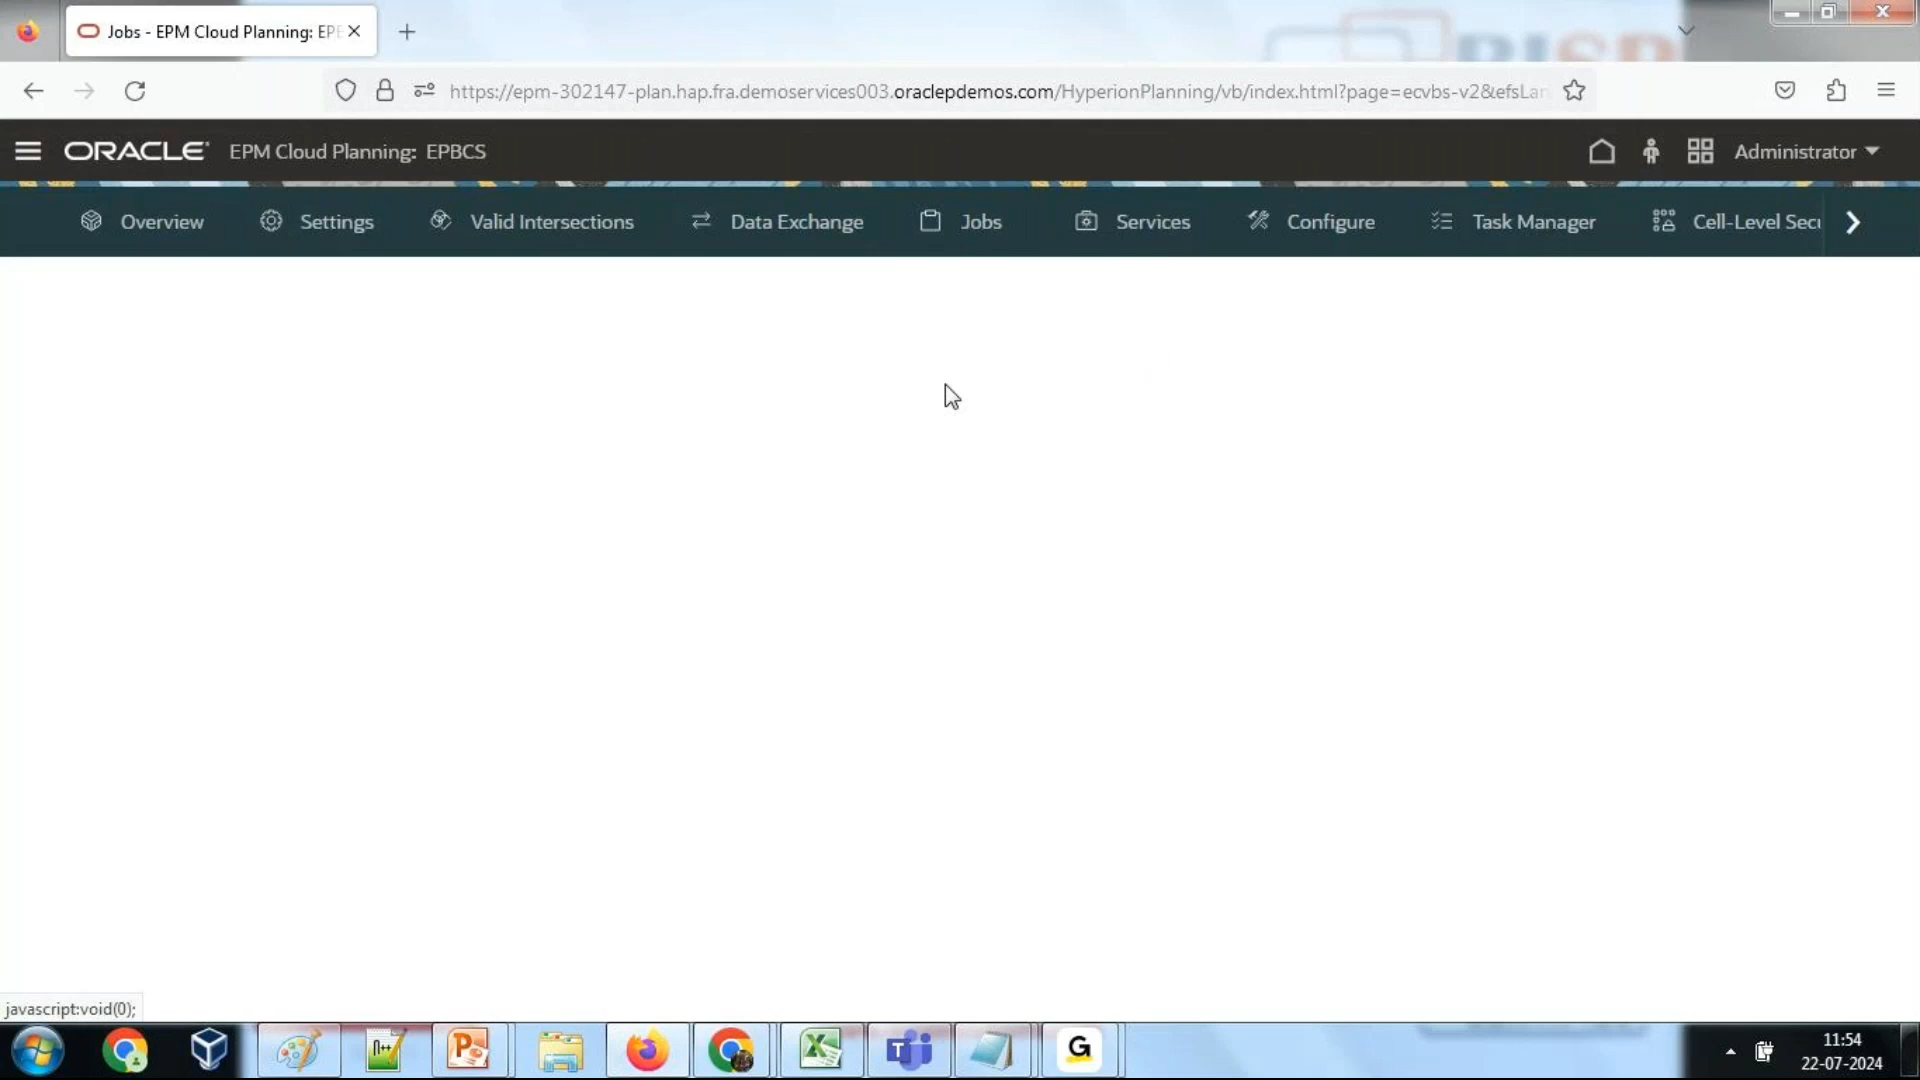 Jobs - EPM Cloud Planning: EPB
https://epm-302147-plan.hap.fra.demoservices003.oraclepdemos.com/HyperionPlanning/vb/index.html?page=ecvbs-v2&efsLan
ORACLE EPM Cloud Planning: EPBCS Administrator
Overview Settings Valid Intersections Data Exchange Jobs Services Configure Task Manager Cell-Level Secu
javascript:void(0);
11:54
22-07-2024